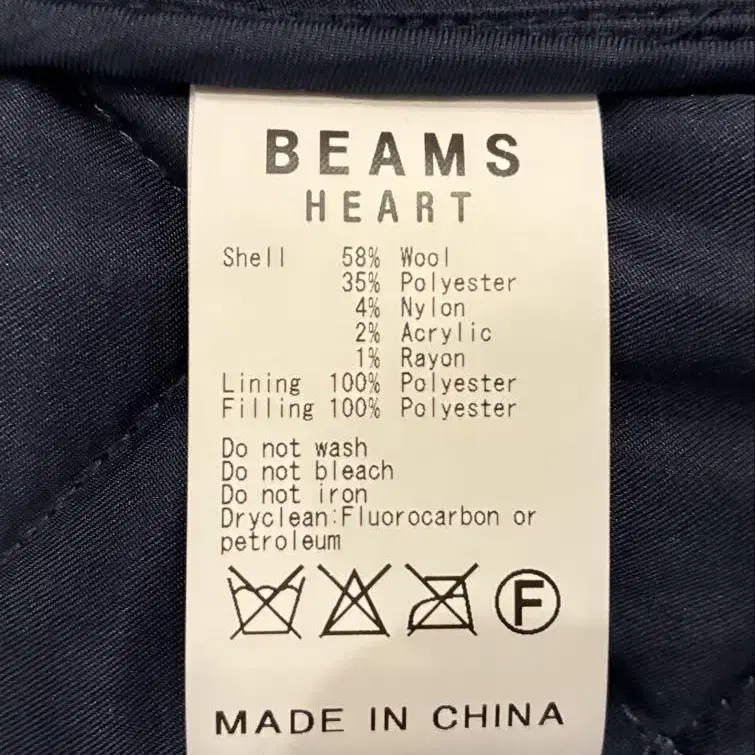 BEAMS
HEART
Shell 58% Wool
35% Polyester
4% Nylon
2% Acrylic
1% Rayon
Lining 100% Polyester
Filling 100% Polyester
Do not wash
Do not bleach
Do not iron
Dryclean:Fluorocarbon or
petroleum
F
MADE IN CHINA